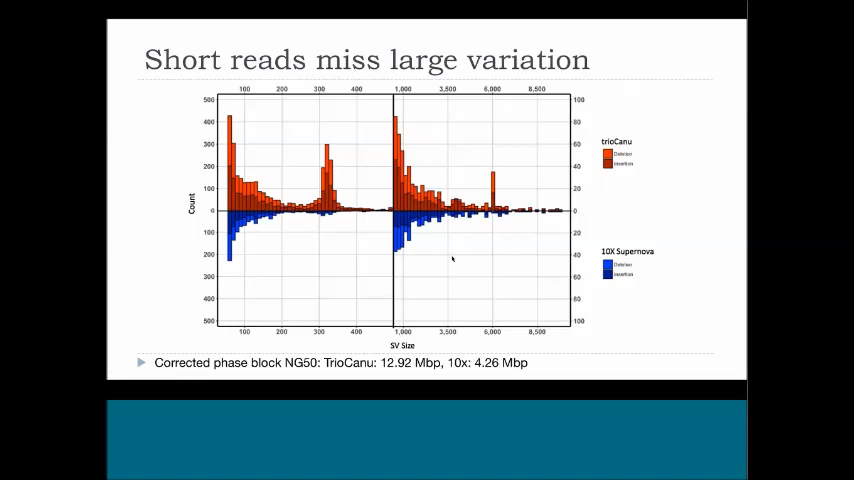 Short reads miss large variation
100 200 300 400 1,000 3,500 6,000 8,500
500 100
400 80
300 60
200 40
100 20
0 0
100 20
200 40
300 60
400 80
500 100
Count
100 200 300 400 1,000 3,500 6,000 8,500
SV Size
trioCanu
Deletion
Insertion
10X Supernova
Deletion
Insertion
Corrected phase block NG50: TrioCanu: 12.92 Mbp, 10x: 4.26 Mbp